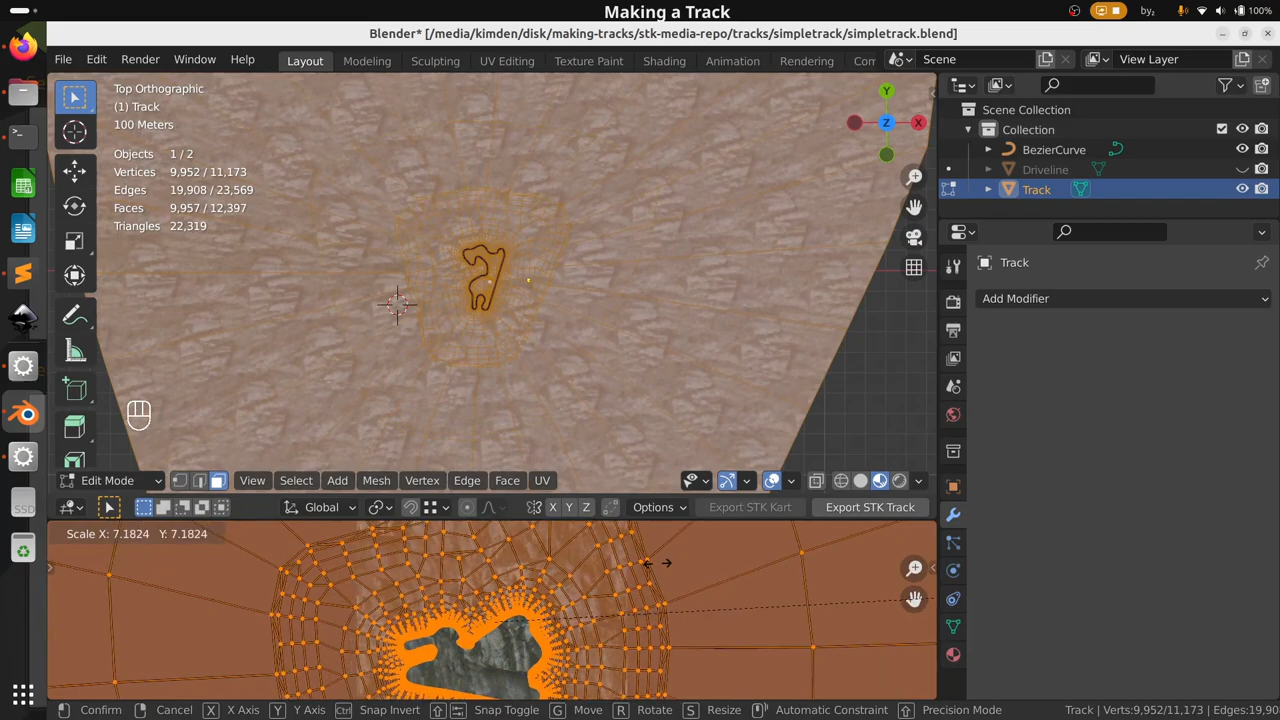 Making a Track
by₂
100%
Blender* [/media/kimden/disk/making-tracks/stk-media-repo/tracks/simpletrack/simpletrack.blend]
File Edit Render Window Help Layout Modeling Sculpting UV Editing Texture Paint Shading Animation Rendering Com Scene View Layer
Top Orthographic
(1) Track
100 Meters
Objects 1 / 2
Vertices 9,952 / 11,173
Edges 19,908 / 23,569
Faces 9,957 / 12,397
Triangles 22,319
Y
X
Z
Scene Collection
Collection
BezierCurve
Driveline
Track
Track
Add Modifier
SSD
Edit Mode View Select Add Mesh Vertex Edge Face UV
Global X Y Z Options Export STK Kart Export STK Track
Scale X: 7.1824 Y: 7.1824
Confirm Cancel X X Axis Y Y Axis Ctrl Snap Invert Snap Toggle G Move R Rotate S Resize Automatic Constraint Precision Mode Track | Verts:9,952/11,173 | Edges:19,90